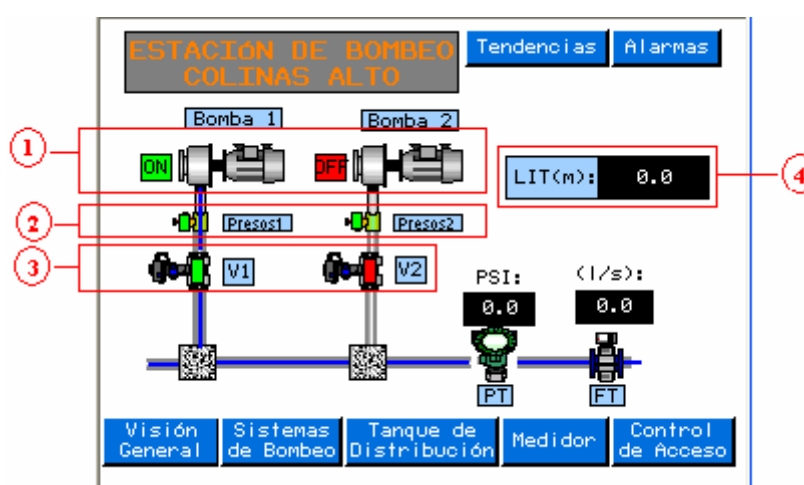 ESTACIÓN DE BOMBEO
COLINAS ALTO
Tendencias
Alarmas
Bomba 1
Bomba 2
1
ON
OFF
LIT(m):
0.0
4
2
Presos1
Presos2
3
V1
V2
PSI:
(l/s):
0.0
0.0
PT
FT
Visión
General
Sistemas
de Bombeo
Tanque de
Distribución
Medidor
Control
de Acceso